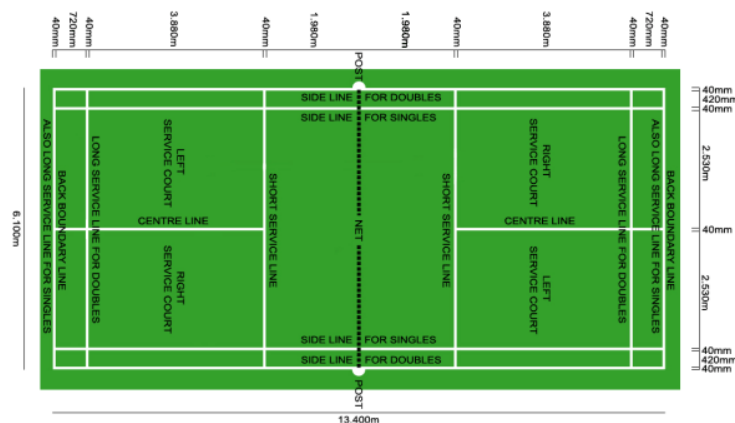 40mm
720mm
40mm
3.880m
40mm
1.980m
1.980m
40mm
3.880m
40mm
720mm
40mm
POST
SIDE LINE FOR DOUBLES
SIDE LINE FOR SINGLES
40mm
420mm
40mm
2.530m
40mm
2.530m
40mm
420mm
40mm
6.100m
ALSO LONG SERVICE LINE FOR SINGLES
BACK BOUNDARY LINE
LONG SERVICE LINE FOR DOUBLES
LEFT
SERVICE COURT
CENTRE LINE
RIGHT
SERVICE COURT
SHORT SERVICE LINE
NET
SHORT SERVICE LINE
RIGHT
SERVICE COURT
CENTRE LINE
LEFT
SERVICE COURT
LONG SERVICE LINE FOR DOUBLES
ALSO LONG SERVICE LINE FOR SINGLES
BACK BOUNDARY LINE
SIDE LINE FOR SINGLES
SIDE LINE FOR DOUBLES
POST
13.400m